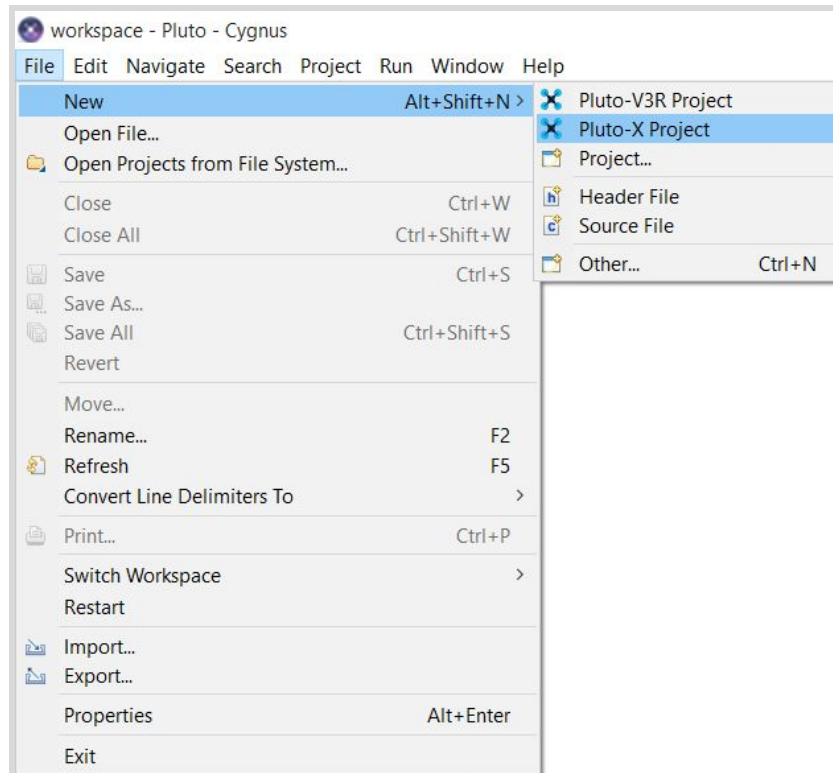 workspace - Pluto - Cygnus
File Edit Navigate Search Project Run Window Help
New Alt+Shift+N >
Open File...
Open Projects from File System...
Close Ctrl+W
Close All Ctrl+Shift+W
Save Ctrl+S
Save As...
Save All Ctrl+Shift+S
Revert
Move...
Rename... F2
Refresh F5
Convert Line Delimiters To >
Print... Ctrl+P
Switch Workspace >
Restart
Import...
Export...
Properties Alt+Enter
Exit
Pluto-V3R Project
Pluto-X Project
Project...
h Header File
c Source File
Other... Ctrl+N